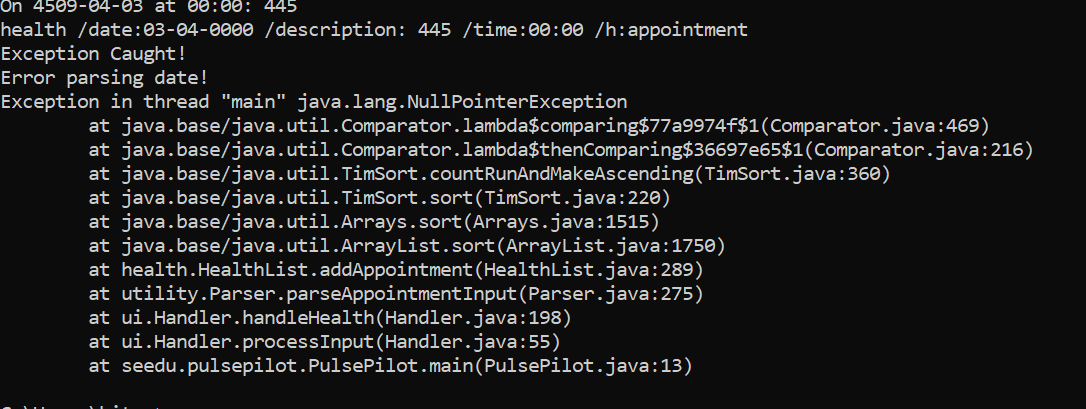 On 4509-04-03 at 00:00: 445
health /date:03-04-0000 /description: 445 /time:00:00 /h:appointment
Exception Caught!
Error parsing date!
Exception in thread "main" java.lang.NullPointerException
at java.base/java.util.Comparator.lambda$comparing$77a9974f$1(Comparator.java:469)
at java.base/java.util.Comparator.lambda$thenComparing$36697e65$1(Comparator.java:216)
at java.base/java.util.TimSort.countRunAndMakeAscending(TimSort.java:360)
at java.base/java.util.TimSort.sort(TimSort.java:220)
at java.base/java.util.Arrays.sort(Arrays.java:1515)
at java.base/java.util.ArrayList.sort(ArrayList.java:1750)
at health.HealthList.addAppointment(HealthList.java:289)
at utility.Parser.parseAppointmentInput(Parser.java:275)
at ui.Handler.handleHealth(Handler.java:198)
at ui.Handler.processInput(Handler.java:55)
at seedu.pulsepilot.PulsePilot.main(PulsePilot.java:13)